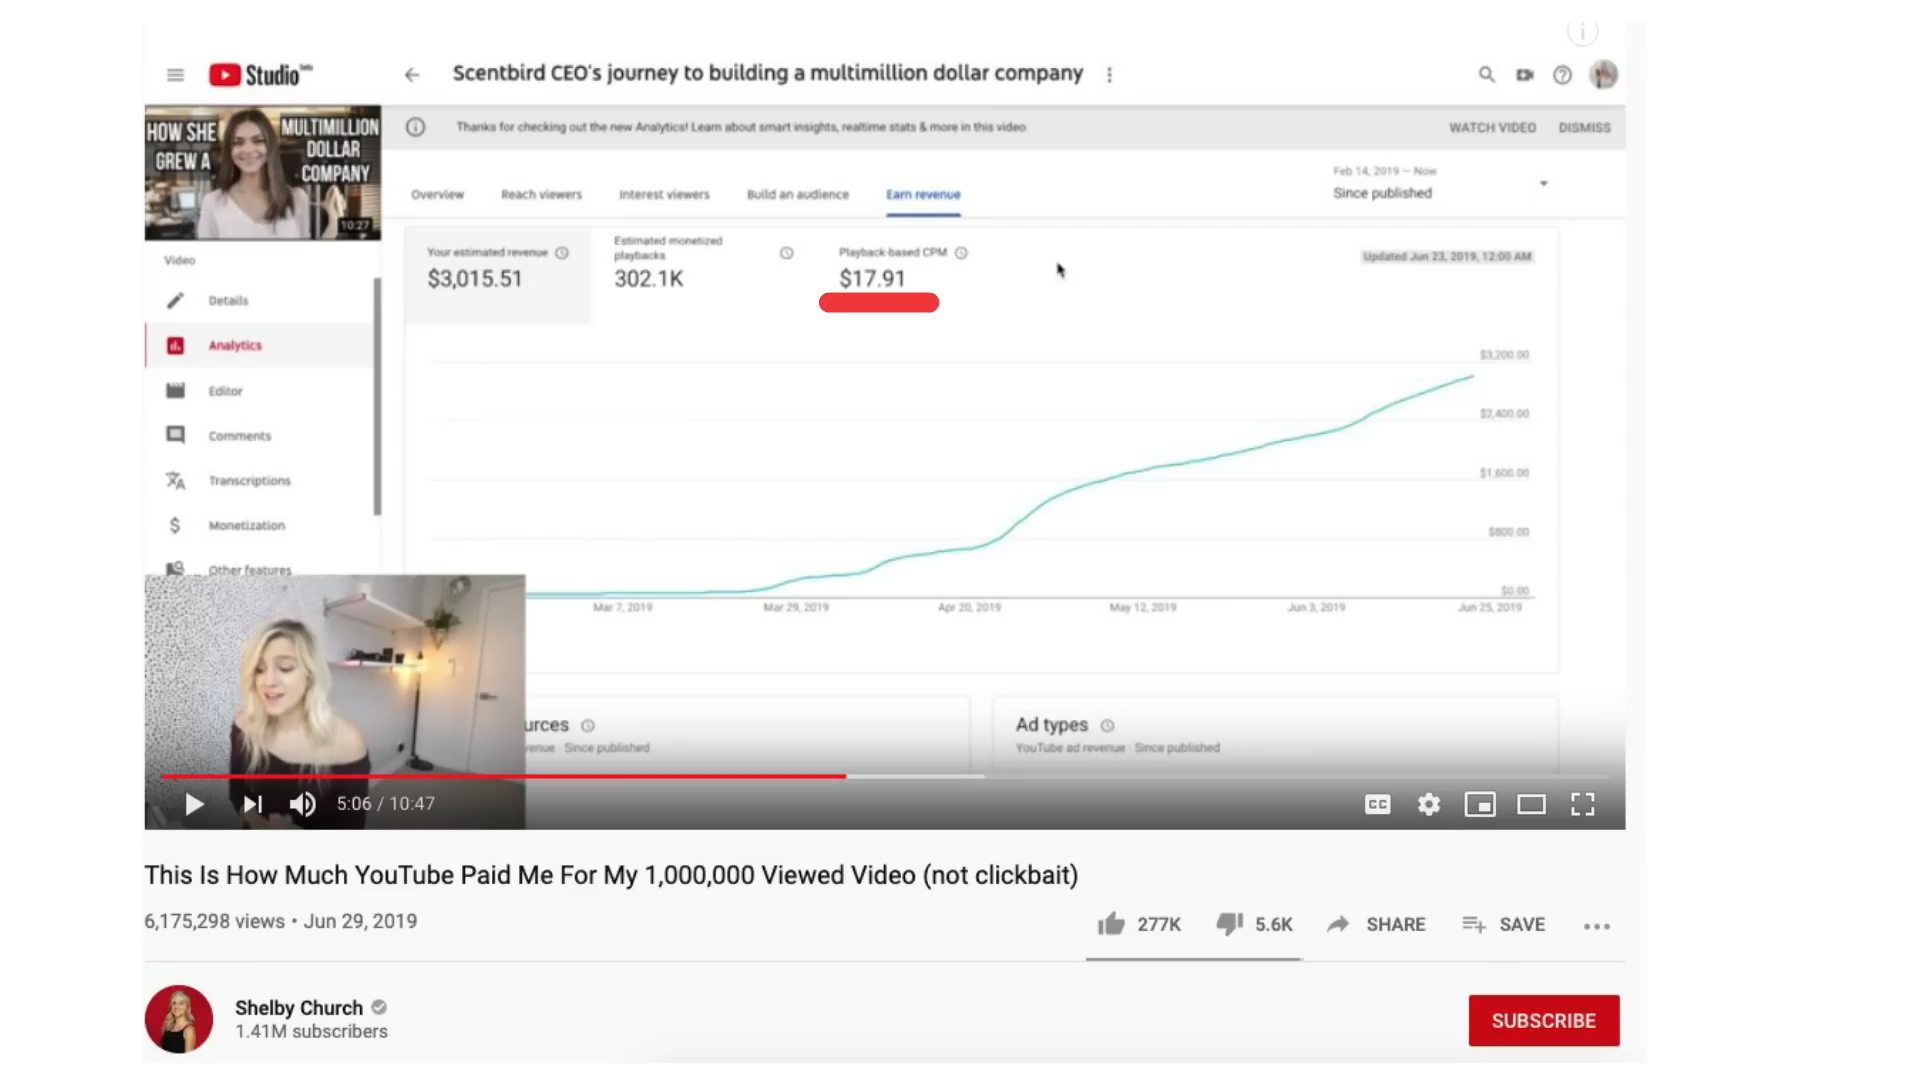 Studio beta
Scentbird CEO's journey to building a multimillion dollar company
HOW SHE MULTIMILLION
GREW A DOLLAR
COMPANY
10:27
Thanks for checking out the new Analytics! Learn about smart insights, realtime stats & more in this video.
WATCH VIDEO DISMISS
Overview Reach viewers Interest viewers Build an audience Earn revenue
Feb 14, 2019 – Now
Since published
Your estimated revenue
$3,015.51
Estimated monetized
playbacks
302.1K
Playback-based CPM
$17.91
Updated Jun 23, 2019, 12:00 AM
Video
Details
Analytics
Editor
Comments
Transcriptions
Monetization
Other features
$3,200.00
$2,400.00
$1,600.00
$800.00
$0.00
Mar 7, 2019 Mar 29, 2019 Apr 20, 2019 May 12, 2019 Jun 3, 2019 Jun 25, 2019
urces
venue · Since published
Ad types
YouTube ad revenue · Since published
5:06 / 10:47
CC
This Is How Much YouTube Paid Me For My 1,000,000 Viewed Video (not clickbait)
6,175,298 views • Jun 29, 2019
277K 5.6K SHARE SAVE
Shelby Church
1.41M subscribers
SUBSCRIBE